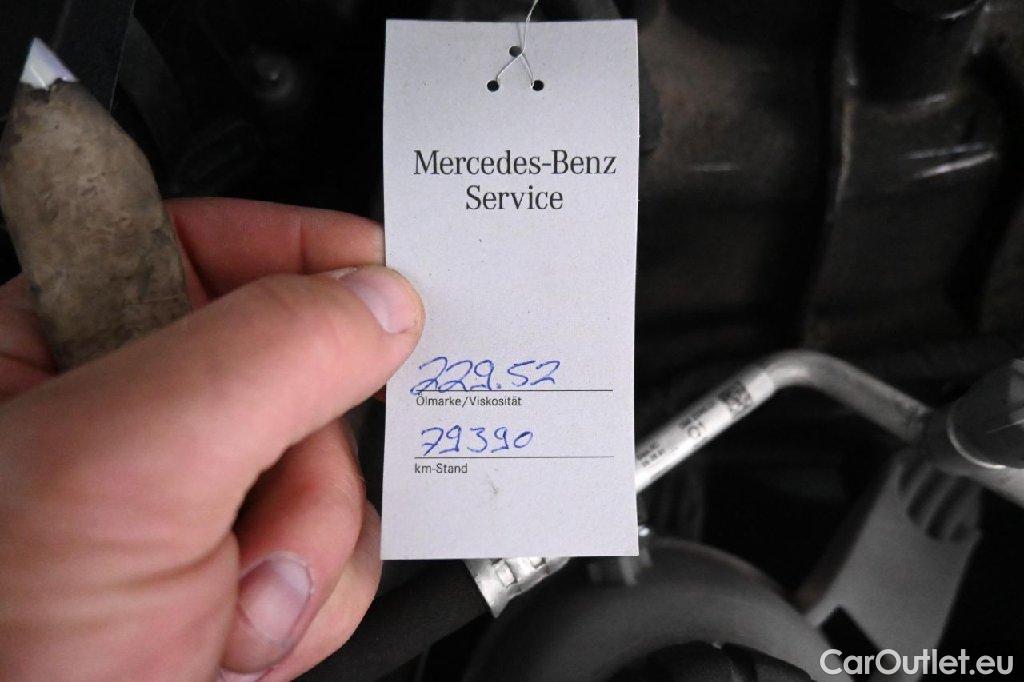 Mercedes-Benz
Service
229.52
Ölmarke/Viskosität
79390
km-Stand
CarOutlet.eu